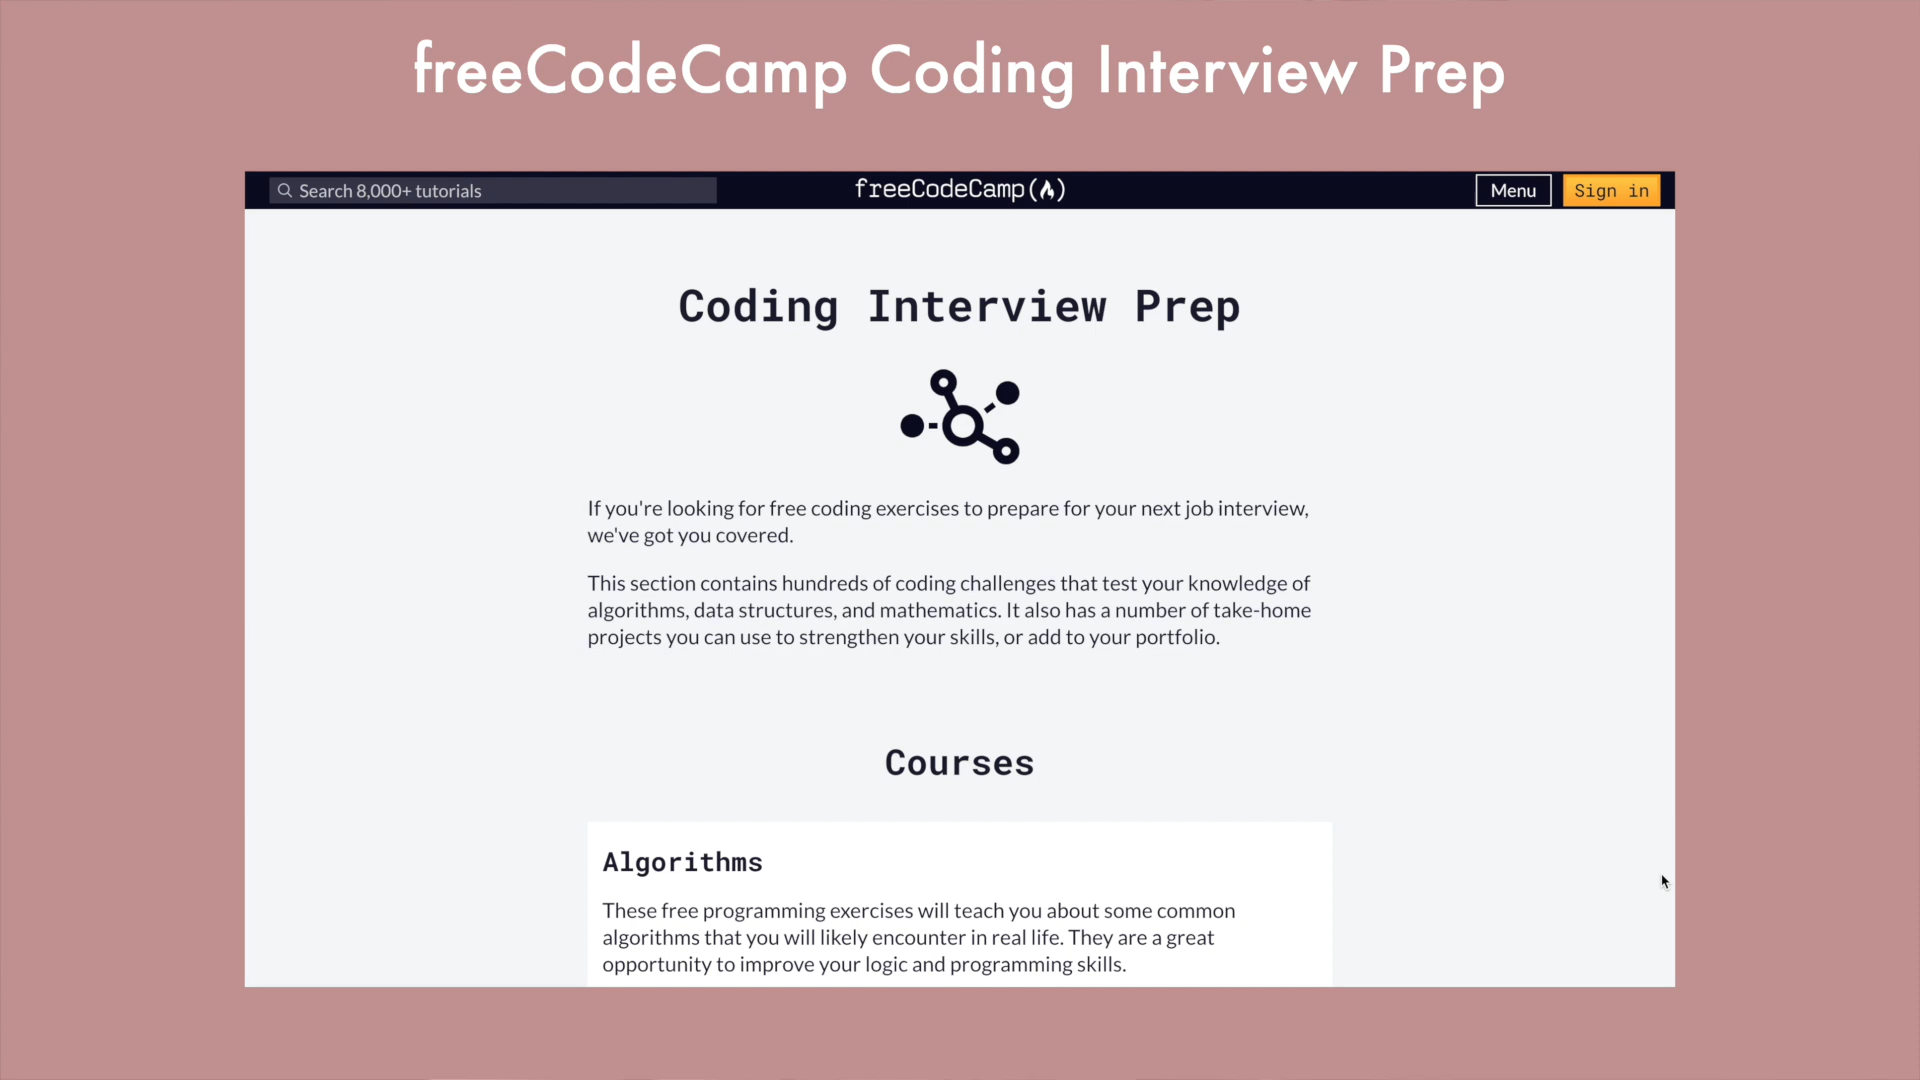 freeCodeCamp Coding Interview Prep
Search 8,000+ tutorials
freeCodeCamp
Menu
Sign in
Coding Interview Prep
If you're looking for free coding exercises to prepare for your next job interview,
we've got you covered.
This section contains hundreds of coding challenges that test your knowledge of
algorithms, data structures, and mathematics. It also has a number of take-home
projects you can use to strengthen your skills, or add to your portfolio.
Courses
Algorithms
These free programming exercises will teach you about some common
algorithms that you will likely encounter in real life. They are a great
opportunity to improve your logic and programming skills.